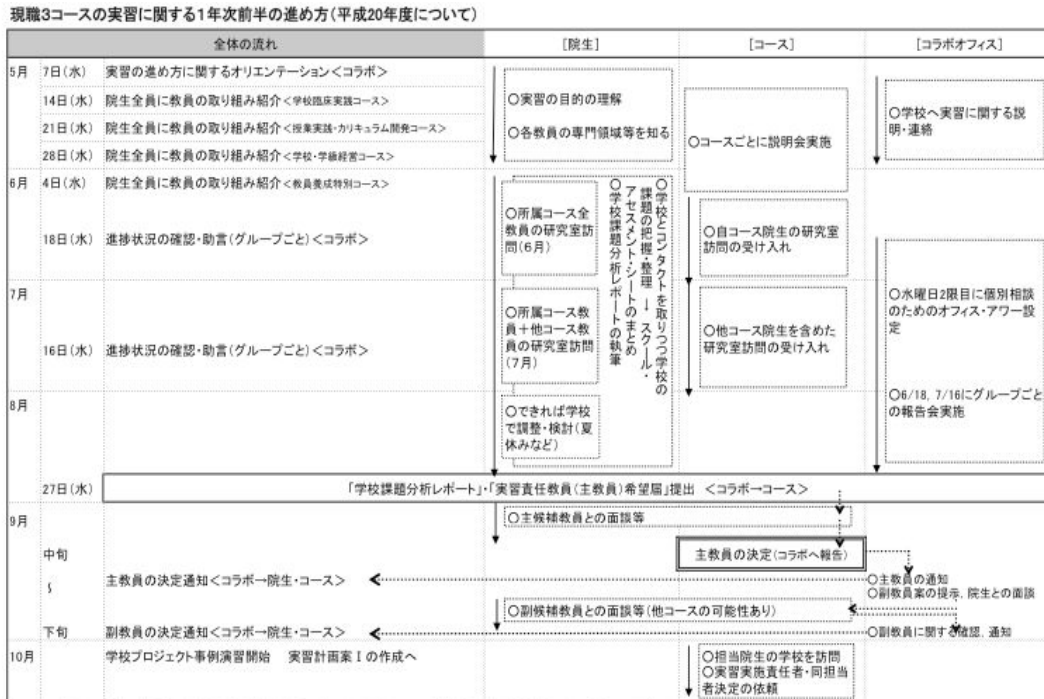 現職3コースの実習に関する1年次前半の進め方(平成20年度について)
全体の流れ
[院生]
[コース]
[コラボオフィス]
5月 7日(水) 実習の進め方に関するオリエンテーション<コラボ>
14日(水) 院生全員に教員の取り組み紹介<学校臨床実践コース>
21日(水) 院生全員に教員の取り組み紹介<授業実践・カリキュラム開発コース>
28日(水) 院生全員に教員の取り組み紹介<学校・学級経営コース>
○実習の目的の理解
○各教員の専門領域等を知る
○コースごとに説明会実施
○学校へ実習に関する説
明・連絡
6月 4日(水) 院生全員に教員の取り組み紹介<教員養成特別コース>
18日(水) 進捗状況の確認・助言(グループごと)<コラボ>
○所属コース全
教員の研究室訪
問(6月)
○学校とコンタクトを取りつつ学校の
課題の把握・整理 → スクール・
アセスメント・シートのまとめ
○学校課題分析レポートの執筆
○自コース院生の研究室
訪問の受け入れ
7月
16日(水) 進捗状況の確認・助言(グループごと)<コラボ>
○所属コース教
員+他コース教
員の研究室訪問
(7月)
○他コース院生を含めた
研究室訪問の受け入れ
○水曜日2限目に個別相談
のためのオフィス・アワー設
定
○6/18, 7/16にグループごと
の報告会実施
8月
○できれば学校
で調整・検討(夏
休みなど)
27日(水) 「学校課題分析レポート」・「実習責任教員(主教員)希望届」提出 <コラボ→コース>
9月
○主候補教員との面談等
中旬
主教員の決定(コラボへ報告)
〜
主教員の決定通知<コラボ→院生・コース>
○主教員の通知
○副教員案の提示, 院生との面談
○副候補教員との面談等(他コースの可能性あり)
下旬 副教員の決定通知<コラボ→院生・コース>
○副教員に関する確認, 通知
10月 学校プロジェクト事例演習開始 実習計画案Ⅰの作成へ
○担当院生の学校を訪問
○実習実施責任者・同担当
者決定の依頼